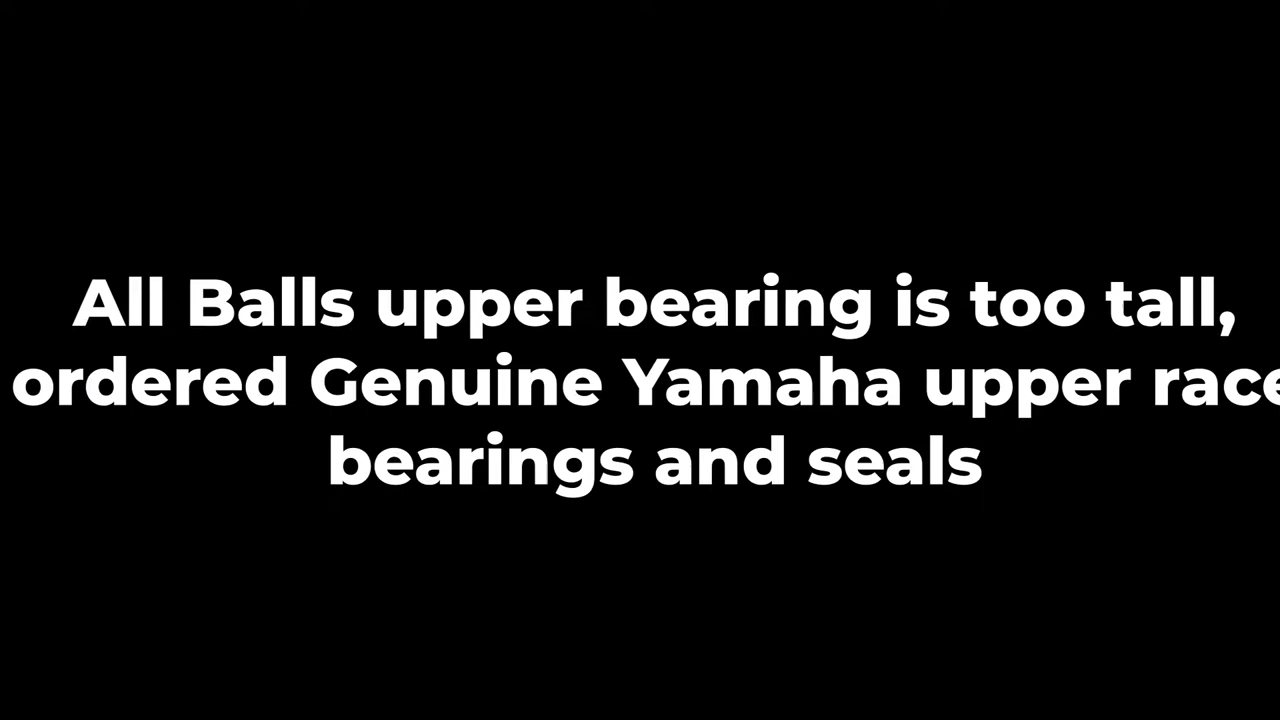 All Balls upper bearing is too tall,
ordered Genuine Yamaha upper race
bearings and seals